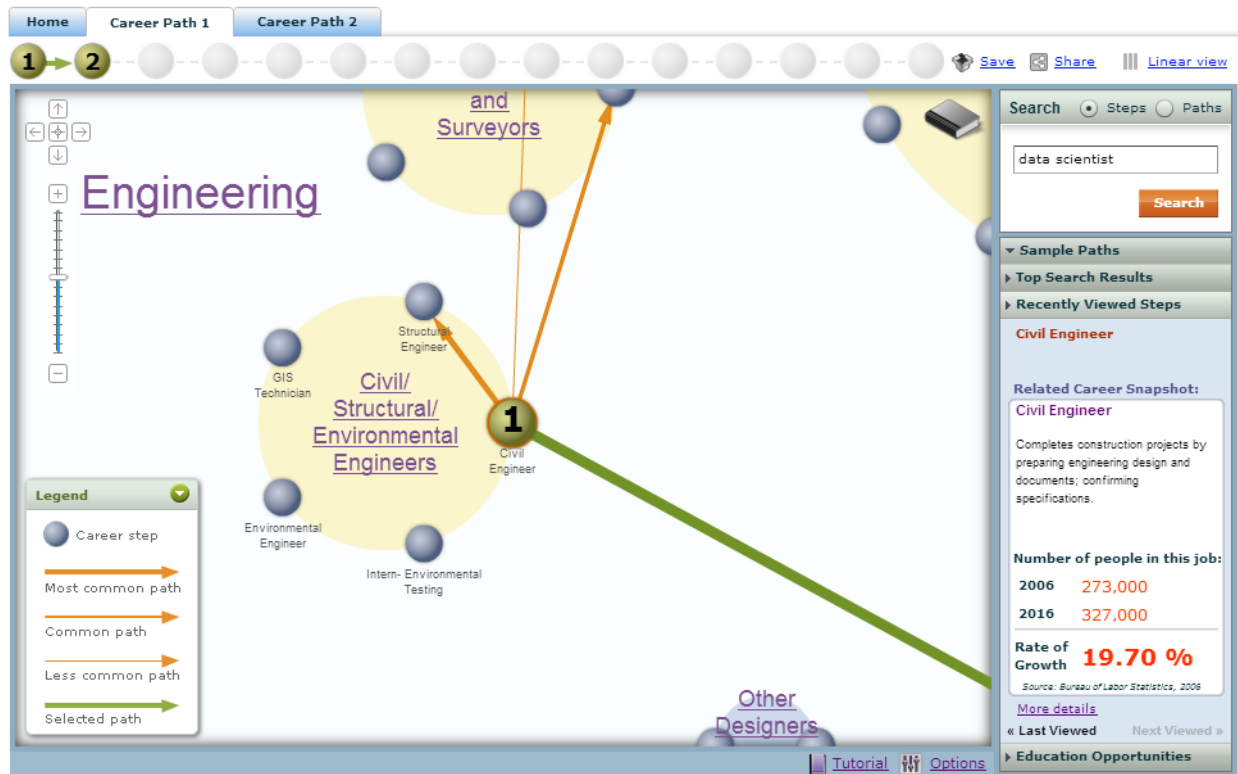 Home
Career Path 1
Career Path 2
1
2
Save
Share
Linear view
and
Surveyors
Engineering
Structural
Engineer
GIS
Technician
Civil/
Structural/
Environmental
Engineers
1
Civil
Engineer
Environmental
Engineer
Intern- Environmental
Testing
Other
Designers
Legend
Career step
Most common path
Common path
Less common path
Selected path
Tutorial
Options
Search
Steps
Paths
data scientist
Search
Sample Paths
Top Search Results
Recently Viewed Steps
Civil Engineer
Related Career Snapshot:
Civil Engineer
Completes construction projects by
preparing engineering design and
documents; confirming
specifications.
Number of people in this job:
2006 273,000
2016 327,000
Rate of
Growth
19.70 %
Source: Bureau of Labor Statistics, 2006
More details
« Last Viewed
Next Viewed »
Education Opportunities